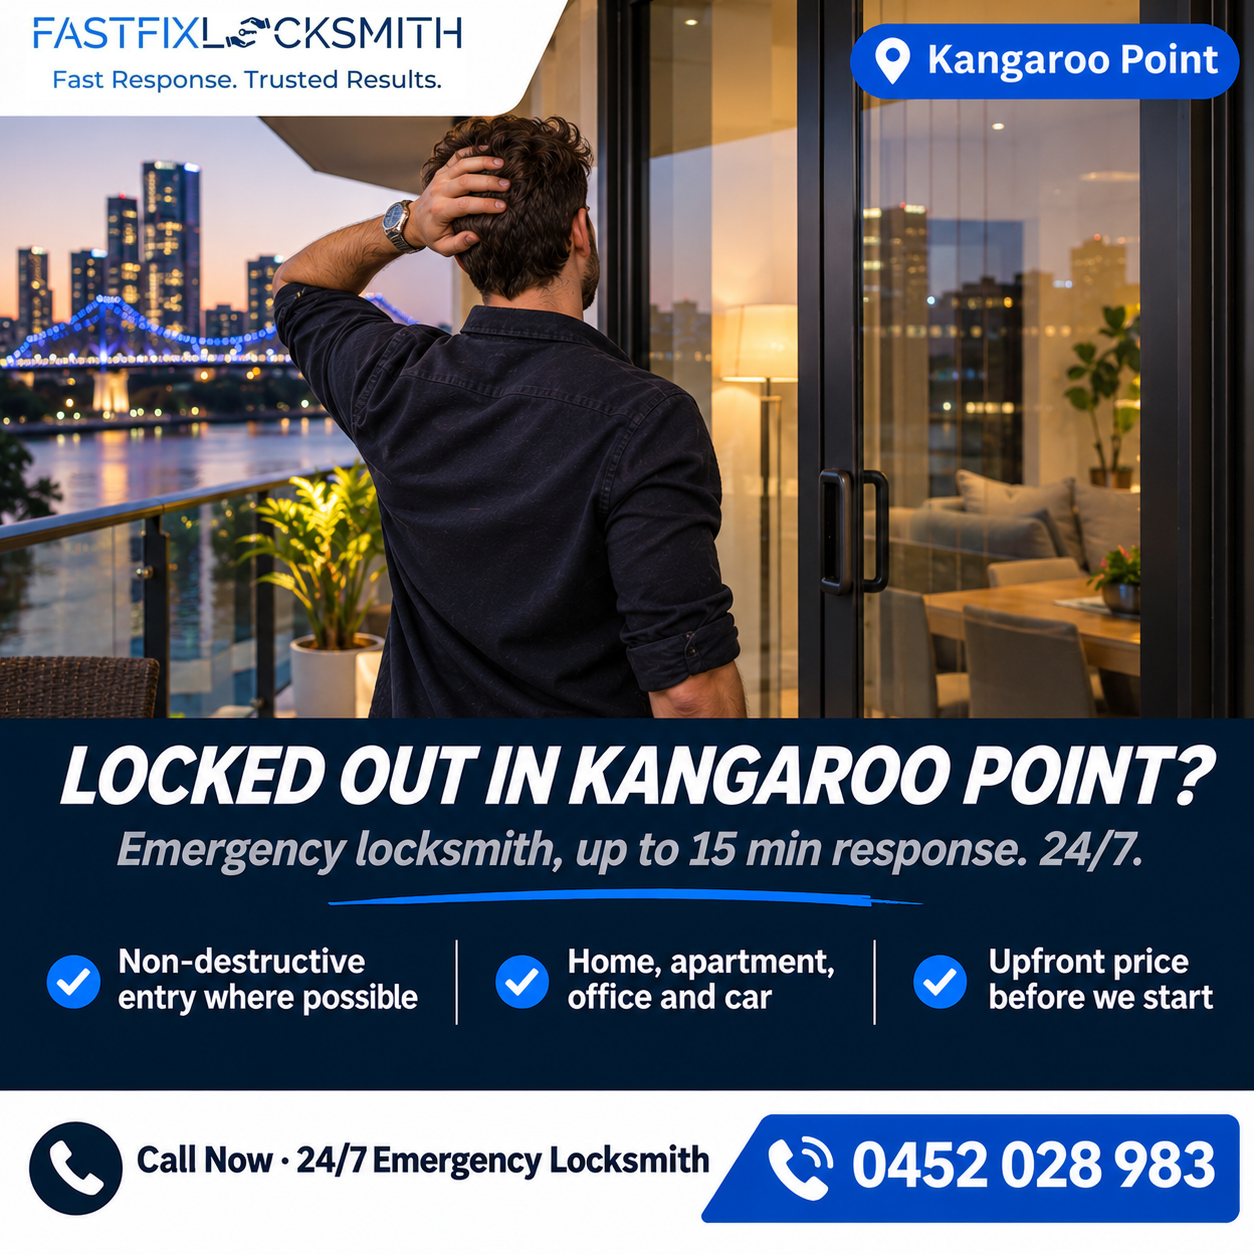 FASTFIXLOCKSMITH
Fast Response. Trusted Results.
Kangaroo Point
LOCKED OUT IN KANGAROO POINT?
Emergency locksmith, up to 15 min response. 24/7.
Non-destructive
entry where possible
Home, apartment,
office and car
Upfront price
before we start
Call Now · 24/7 Emergency Locksmith
0452 028 983